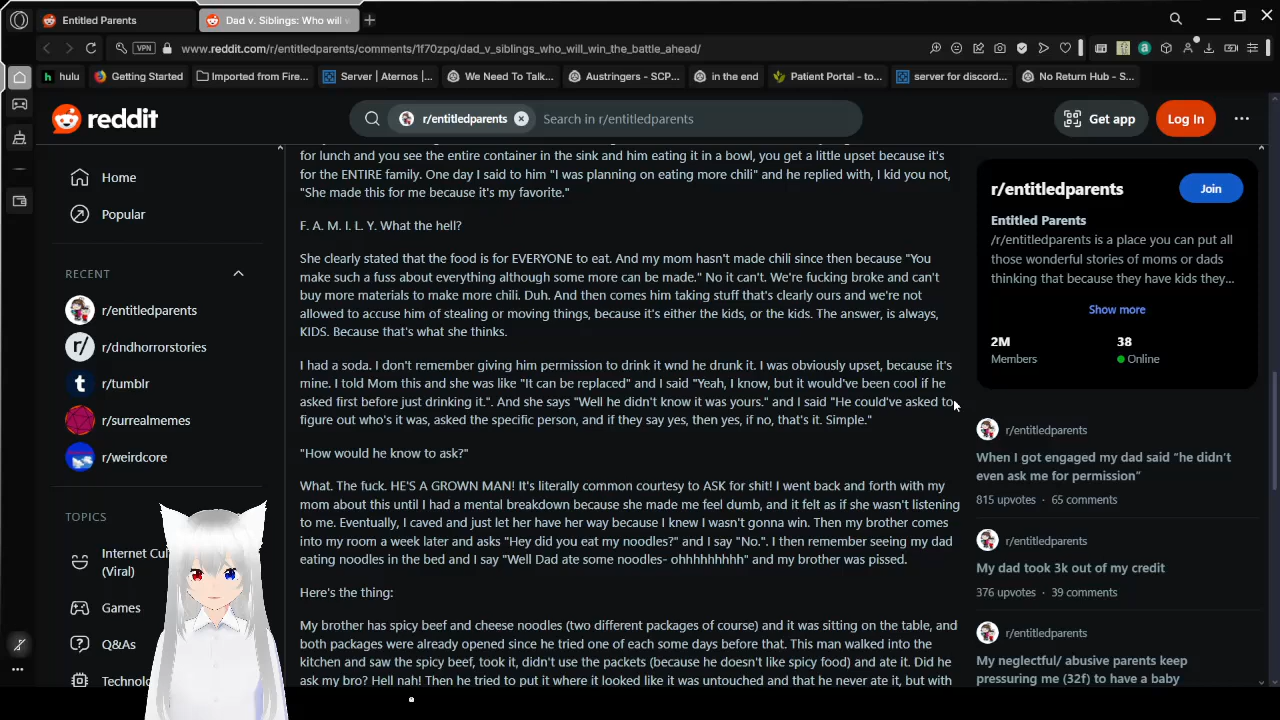 Entitled Parents
Dad v. Siblings: Who will v
VPN
www.reddit.com/r/entitledparents/comments/1f70zpq/dad_v_siblings_who_will_win_the_battle_ahead/
hulu
Getting Started
Imported from Fire...
Server | Aternos |...
We Need To Talk...
Austringers - SCP...
in the end
Patient Portal - to...
server for discord...
No Return Hub - S...
reddit
r/entitledparents
Search in r/entitledparents
Get app
Log In
Home
Popular
RECENT
r/entitledparents
r/dndhorrorstories
r/tumblr
r/surrealmemes
r/weirdcore
TOPICS
Internet Cul
(Viral)
Games
Q&As
Technolo
for lunch and you see the entire container in the sink and him eating it in a bowl, you get a little upset because it's
for the ENTIRE family. One day I said to him "I was planning on eating more chili" and he replied with, I kid you not,
"She made this for me because it's my favorite."
F. A. M. I. L. Y. What the hell?
She clearly stated that the food is for EVERYONE to eat. And my mom hasn't made chili since then because "You
make such a fuss about everything although some more can be made." No it can't. We're fucking broke and can't
buy more materials to make more chili. Duh. And then comes him taking stuff that's clearly ours and we're not
allowed to accuse him of stealing or moving things, because it's either the kids, or the kids. The answer, is always,
KIDS. Because that's what she thinks.
I had a soda. I don't remember giving him permission to drink it wnd he drunk it. I was obviously upset, because it's
mine. I told Mom this and she was like "It can be replaced" and I said "Yeah, I know, but it would've been cool if he
asked first before just drinking it.". And she says "Well he didn't know it was yours." and I said "He could've asked to
figure out who's it was, asked the specific person, and if they say yes, then yes, if no, that's it. Simple."
"How would he know to ask?"
What. The fuck. HE'S A GROWN MAN! It's literally common courtesy to ASK for shit! I went back and forth with my
mom about this until I had a mental breakdown because she made me feel dumb, and it felt as if she wasn't listening
to me. Eventually, I caved and just let her have her way because I knew I wasn't gonna win. Then my brother comes
into my room a week later and asks "Hey did you eat my noodles?" and I say "No.". I then remember seeing my dad
eating noodles in the bed and I say "Well Dad ate some noodles- ohhhhhhhhh" and my brother was pissed.
Here's the thing:
My brother has spicy beef and cheese noodles (two different packages of course) and it was sitting on the table, and
both packages were already opened since he tried one of each some days before that. This man walked into the
kitchen and saw the spicy beef, took it, didn't use the packets (because he doesn't like spicy food) and ate it. Did he
ask my bro? Hell nah! Then he tried to put it where it looked like it was untouched and that he never ate it, but with
r/entitledparents
Join
Entitled Parents
/r/entitledparents is a place you can put all
those wonderful stories of moms or dads
thinking that because they have kids they...
Show more
2M
Members
38
Online
r/entitledparents
When I got engaged my dad said "he didn't
even ask me for permission"
815 upvotes · 65 comments
r/entitledparents
My dad took 3k out of my credit
376 upvotes · 39 comments
r/entitledparents
My neglectful/ abusive parents keep
pressuring me (32f) to have a baby